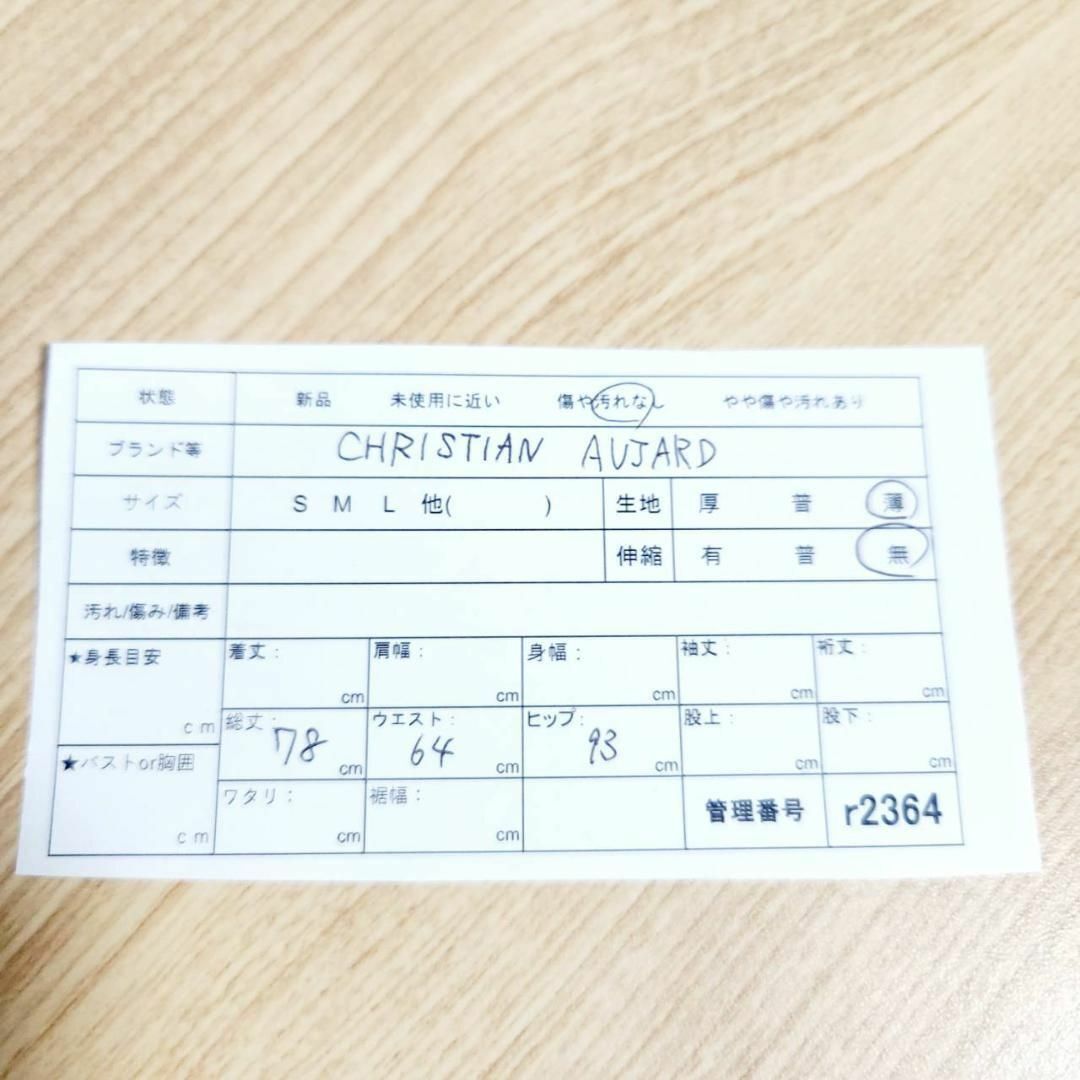 状態 新品 未使用に近い 傷や汚れなし やや傷や汚れあり
ブランド等 CHRISTIAN AUJARD
サイズ S M L 他( ) 生地 厚 普 薄
特徴 伸縮 有 普 無
汚れ/傷み/備考
★身長目安 cm 着丈: cm 肩幅: cm 身幅: cm 袖丈: cm 裄丈: cm
総丈: 78 cm ウエスト: 64 cm ヒップ: 93 cm 股上: cm 股下: cm
★バストor胸囲 cm ワタリ: cm 裾幅: cm 管理番号 r2364